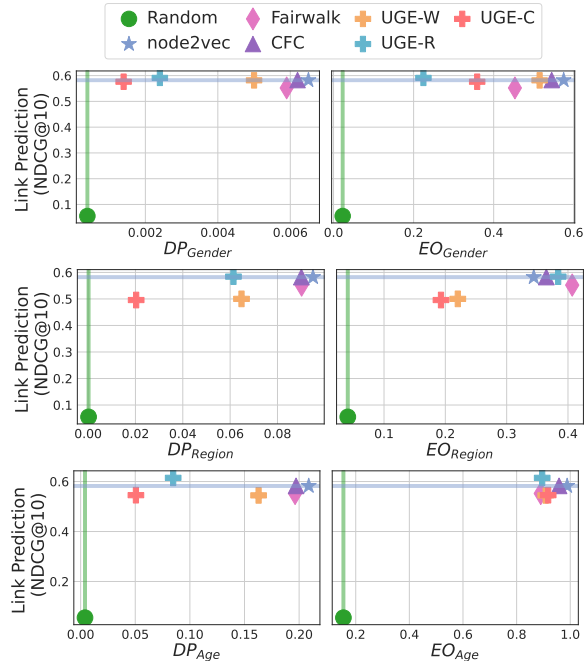 Random Fairwalk UGE-W UGE-C
node2vec CFC UGE-R
Link Prediction
(NDCG@10)
0.6
0.5
0.4
0.3
0.2
0.1
0.002 0.004 0.006
DP_Gender
0.0 0.2 0.4 0.6
EO_Gender
Link Prediction
(NDCG@10)
0.6
0.5
0.4
0.3
0.2
0.1
0.00 0.02 0.04 0.06 0.08
DP_Region
0.1 0.2 0.3 0.4
EO_Region
Link Prediction
(NDCG@10)
0.6
0.4
0.2
0.00 0.05 0.10 0.15 0.20
DP_Age
0.2 0.4 0.6 0.8 1.0
EO_Age